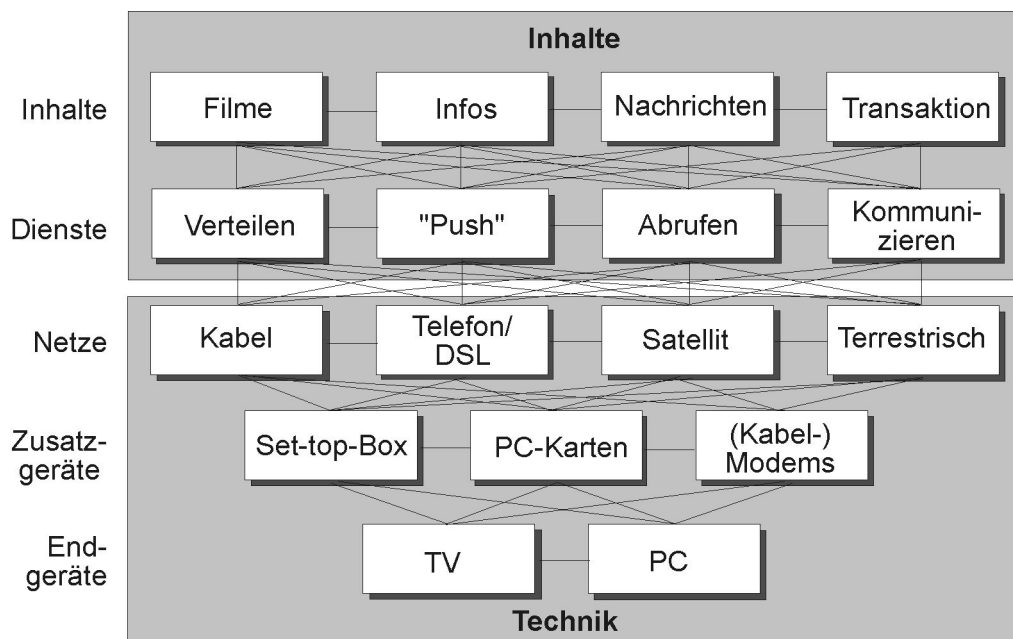 Inhalte
Inhalte
Filme
Infos
Nachrichten
Transaktion
Dienste
Verteilen
"Push"
Abrufen
Kommuni-
zieren
Netze
Kabel
Telefon/
DSL
Satellit
Terrestrisch
Zusatz-
geräte
Set-top-Box
PC-Karten
(Kabel-)
Modems
End-
geräte
TV
PC
Technik